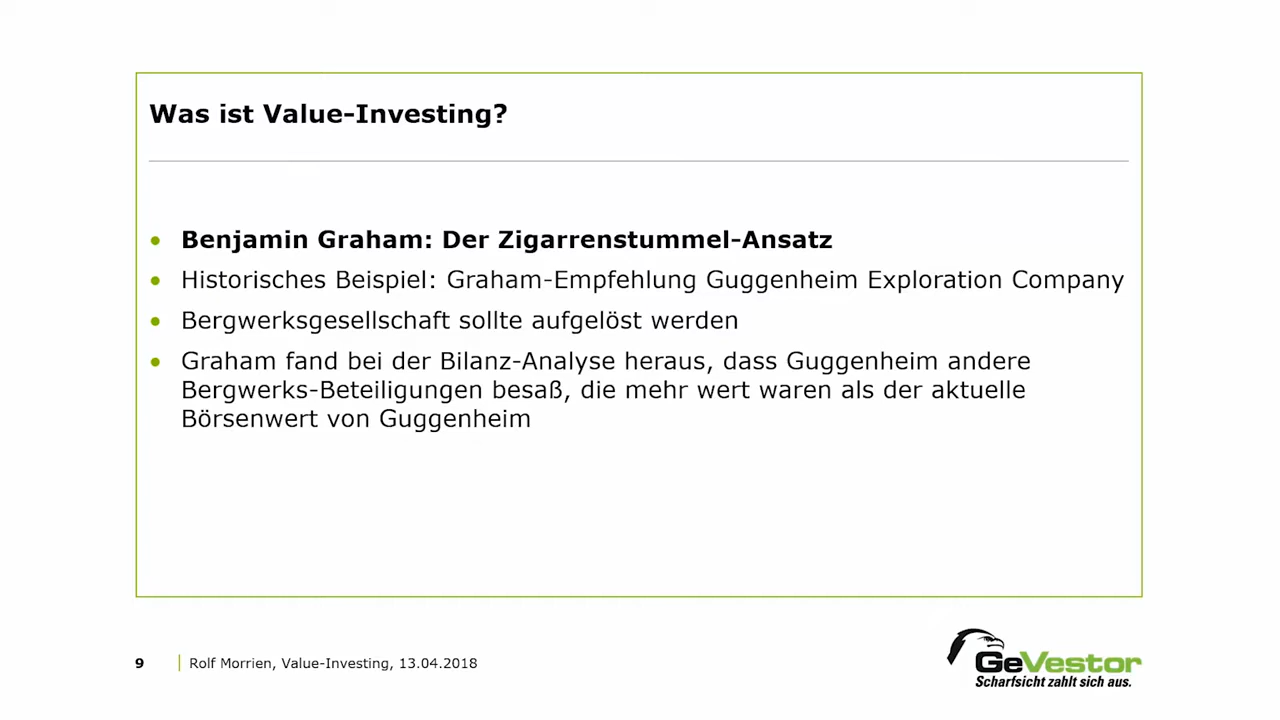 Was ist Value-Investing?
Benjamin Graham: Der Zigarrenstummel-Ansatz
Historisches Beispiel: Graham-Empfehlung Guggenheim Exploration Company
Bergwerksgesellschaft sollte aufgelöst werden
Graham fand bei der Bilanz-Analyse heraus, dass Guggenheim andere
Bergwerks-Beteiligungen besaß, die mehr wert waren als der aktuelle
Börsenwert von Guggenheim
9
Rolf Morrien, Value-Investing, 13.04.2018
GeVestor
Scharfsicht zahlt sich aus.